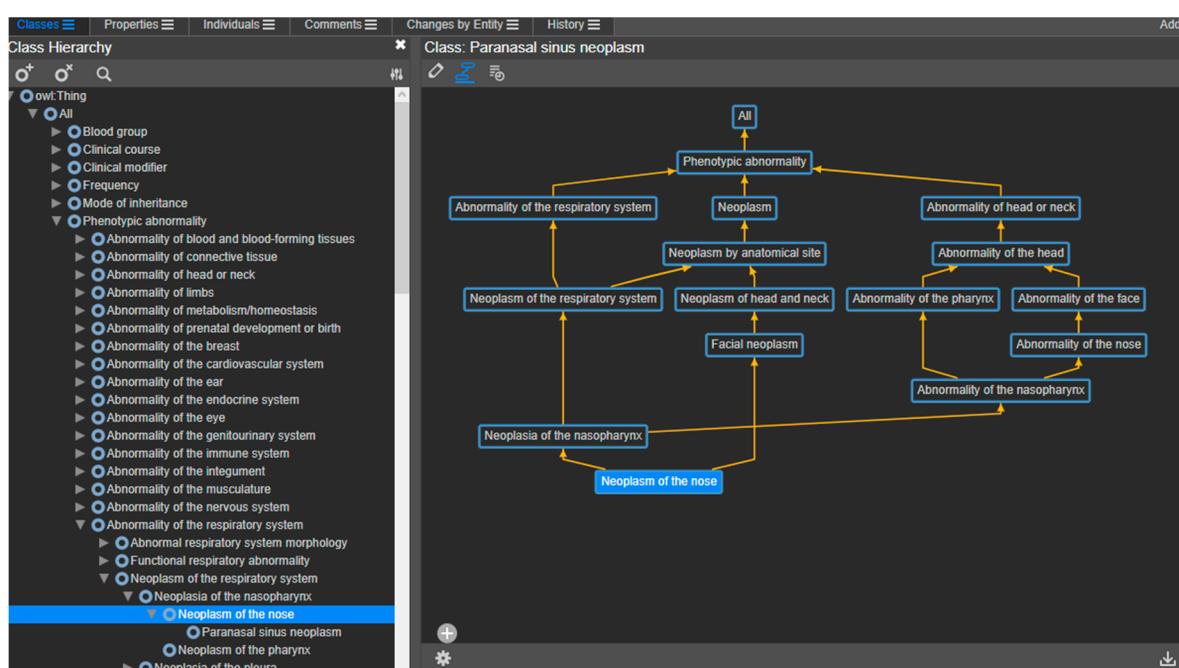 Classes Properties Individuals Comments Changes by Entity History Add
Class Hierarchy
owl:Thing
All
Blood group
Clinical course
Clinical modifier
Frequency
Mode of inheritance
Phenotypic abnormality
Abnormality of blood and blood-forming tissues
Abnormality of connective tissue
Abnormality of head or neck
Abnormality of limbs
Abnormality of metabolism/homeostasis
Abnormality of prenatal development or birth
Abnormality of the breast
Abnormality of the cardiovascular system
Abnormality of the ear
Abnormality of the endocrine system
Abnormality of the eye
Abnormality of the genitourinary system
Abnormality of the immune system
Abnormality of the integument
Abnormality of the musculature
Abnormality of the nervous system
Abnormality of the respiratory system
Abnormal respiratory system morphology
Functional respiratory abnormality
Neoplasm of the respiratory system
Neoplasia of the nasopharynx
Neoplasm of the nose
Paranasal sinus neoplasm
Neoplasm of the pharynx
Neoplasia of the pleura
Class: Paranasal sinus neoplasm
All
Phenotypic abnormality
Abnormality of the respiratory system Neoplasm Abnormality of head or neck
Neoplasm by anatomical site Abnormality of the head
Neoplasm of the respiratory system Neoplasm of head and neck Abnormality of the pharynx Abnormality of the face
Facial neoplasm Abnormality of the nose
Abnormality of the nasopharynx
Neoplasia of the nasopharynx
Neoplasm of the nose